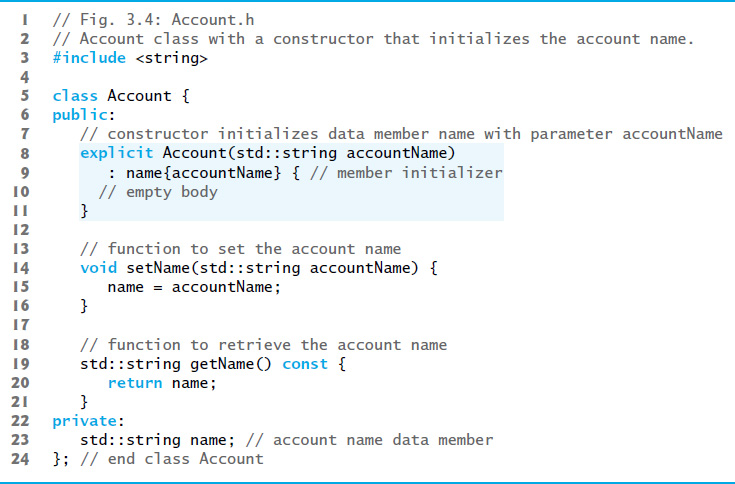 1 // Fig. 3.4: Account.h
2 // Account class with a constructor that initializes the account name.
3 #include <string>
4
5 class Account {
6 public:
7    // constructor initializes data member name with parameter accountName
8    explicit Account(std::string accountName)
9       : name{accountName} { // member initializer
10      // empty body
11   }
12
13   // function to set the account name
14   void setName(std::string accountName) {
15      name = accountName;
16   }
17
18   // function to retrieve the account name
19   std::string getName() const {
20      return name;
21   }
22 private:
23   std::string name; // account name data member
24 }; // end class Account